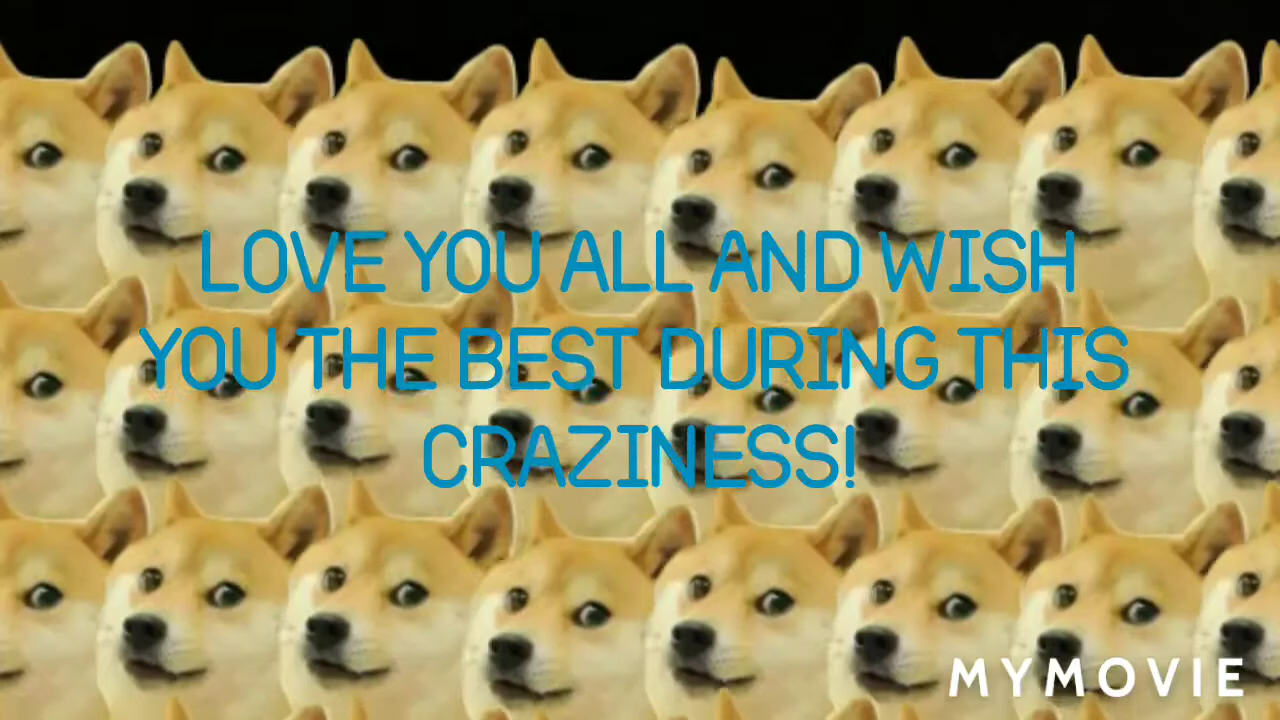 LOVE YOU ALL AND WISH
YOU THE BEST DURING THIS
CRAZINESS!
MYMOVIE